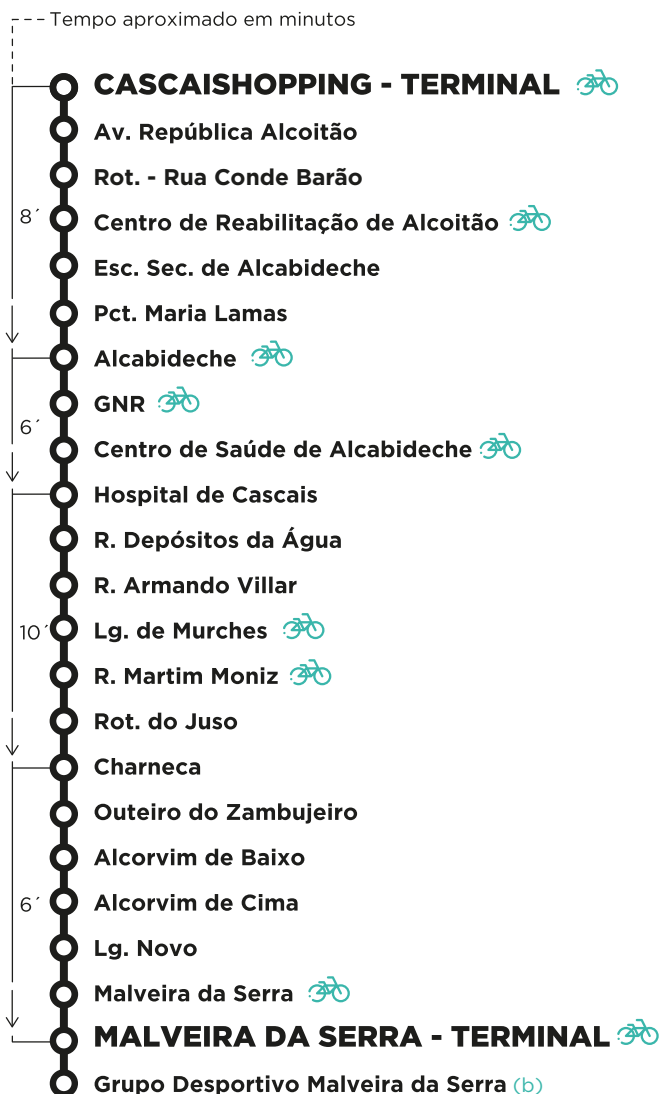 Tempo aproximado em minutos
CASCAISHOPPING - TERMINAL
Av. República Alcoitão
Rot. - Rua Conde Barão
8´ Centro de Reabilitação de Alcoitão
Esc. Sec. de Alcabideche
Pct. Maria Lamas
Alcabideche
GNR
6´
Centro de Saúde de Alcabideche
Hospital de Cascais
R. Depósitos da Água
R. Armando Villar
10´ Lg. de Murches
R. Martim Moniz
Rot. do Juso
Charneca
Outeiro do Zambujeiro
Alcorvim de Baixo
6´ Alcorvim de Cima
Lg. Novo
Malveira da Serra
MALVEIRA DA SERRA - TERMINAL
Grupo Desportivo Malveira da Serra (b)